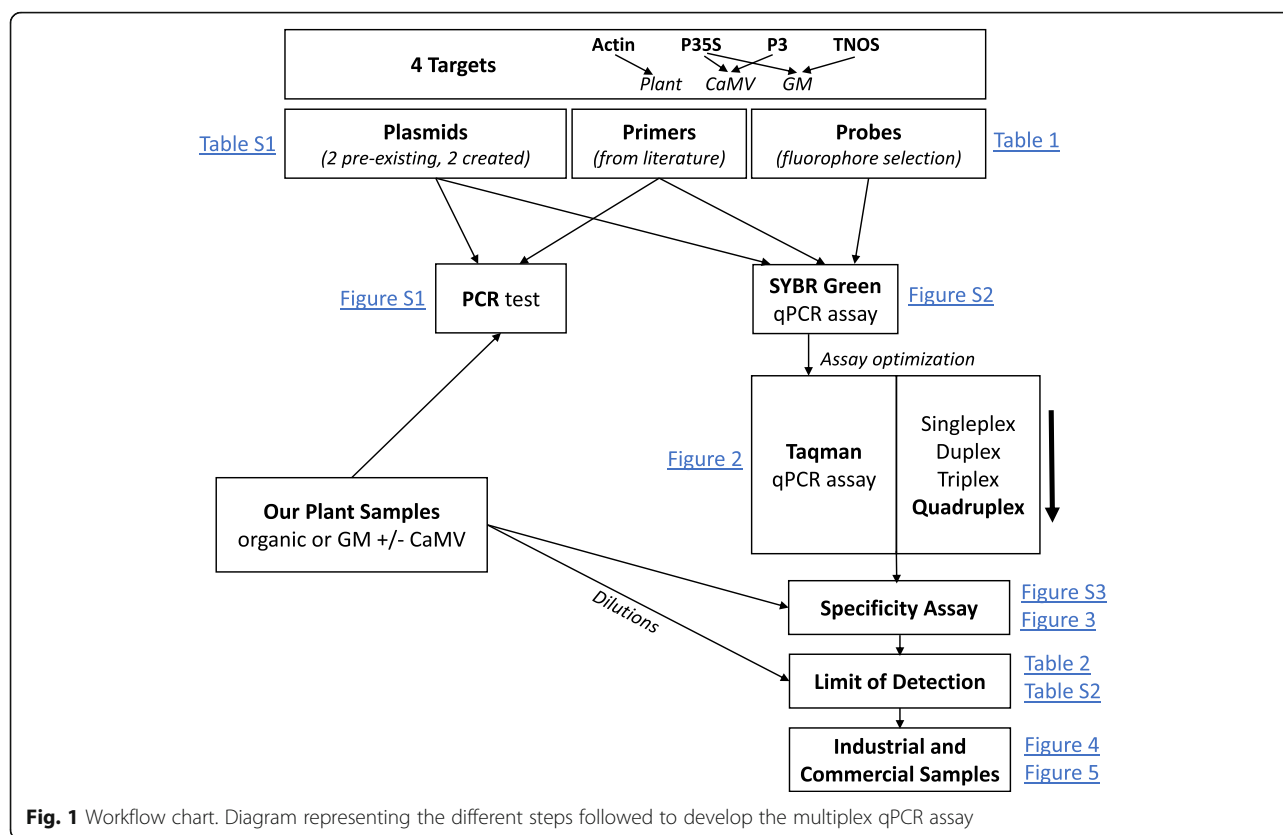 4 Targets
Actin P35S P3 TNOS
Plant CaMV GM
Table S1
Plasmids
(2 pre-existing, 2 created)
Primers
(from literature)
Probes
(fluorophore selection)
Table 1
Figure S1
PCR test
SYBR Green
qPCR assay
Figure S2
Assay optimization
Figure 2
Taqman
qPCR assay
Singleplex
Duplex
Triplex
Quadruplex
Our Plant Samples
organic or GM +/- CaMV
Dilutions
Specificity Assay
Figure S3
Figure 3
Limit of Detection
Table 2
Table S2
Industrial and
Commercial Samples
Figure 4
Figure 5
Fig. 1 Workflow chart. Diagram representing the different steps followed to develop the multiplex qPCR assay